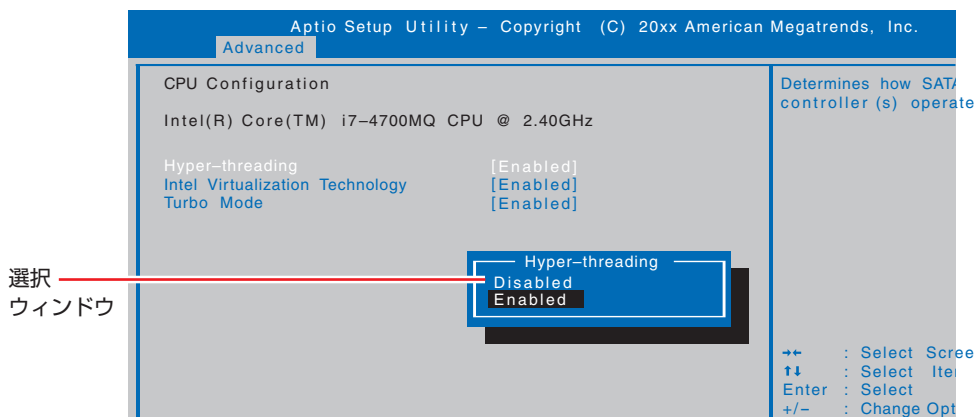 Aptio Setup Utility – Copyright (C) 20xx American Megatrends, Inc.
Advanced
CPU Configuration
Intel(R) Core(TM) i7–4700MQ CPU @ 2.40GHz
Hyper–threading [Enabled]
Intel Virtualization Technology [Enabled]
Turbo Mode [Enabled]
Determines how SATA
controller (s) operate
選択
ウィンドウ
Hyper–threading
Disabled
Enabled
→← : Select Scree
↑↓ : Select Ite
Enter : Select
+/– : Change Opt